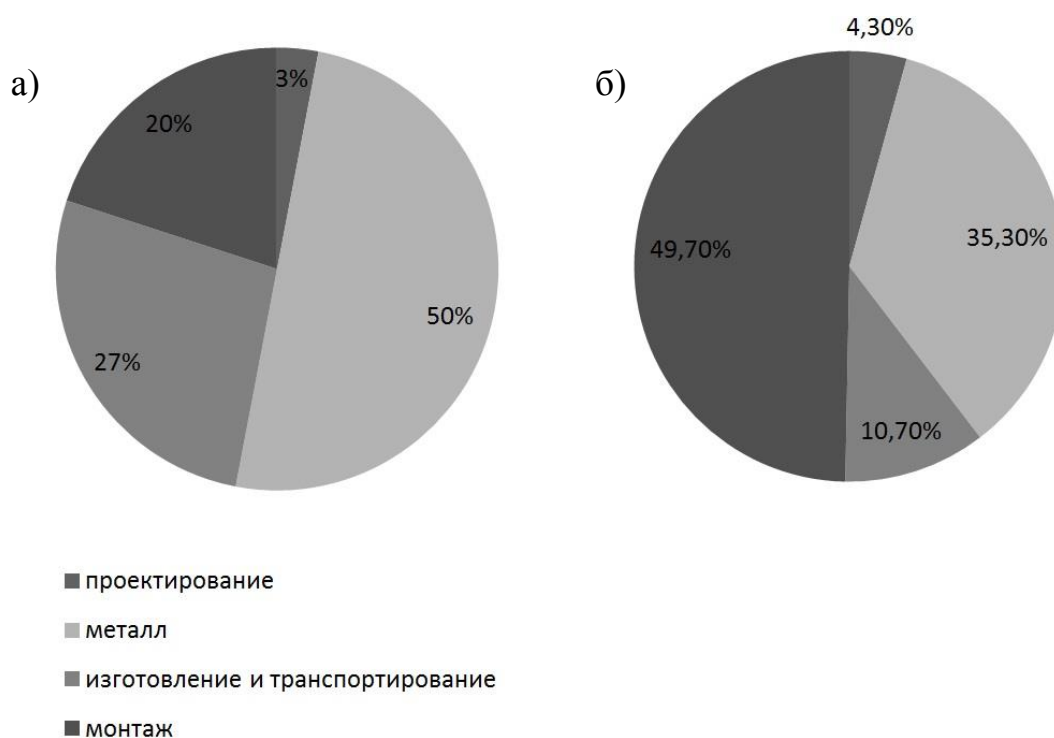 а)
3%
20%
50%
27%
б)
4,30%
49,70%
35,30%
10,70%
проектирование
металл
изготовление и транспортирование
монтаж